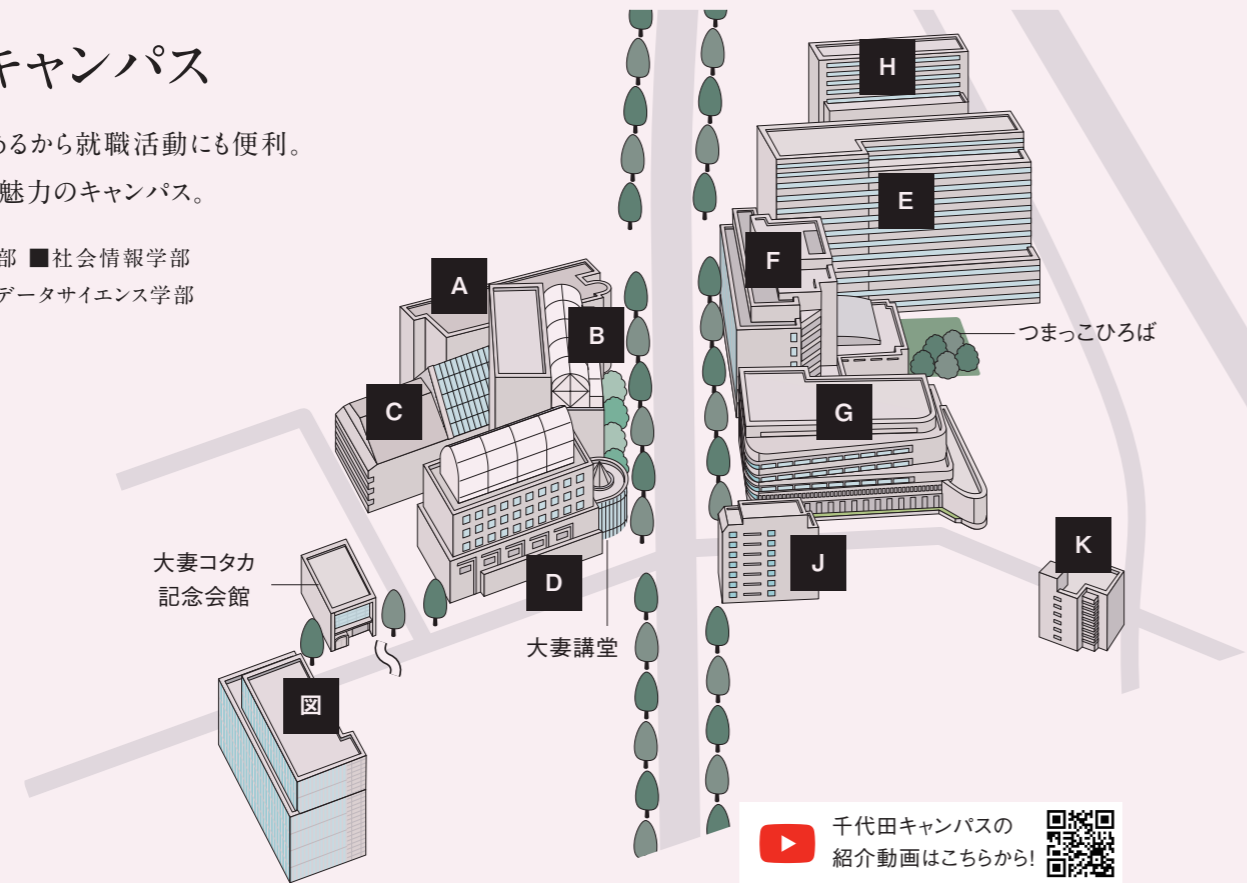 キャンパス
あるから就職活動にも便利。
魅力のキャンパス。
部 ■社会情報学部
データサイエンス学部
H
E
F
A
B
つまっこひろば
C
G
大妻コタカ
記念会館
D
J
K
大妻講堂
図
千代田キャンパスの
紹介動画はこちらから!